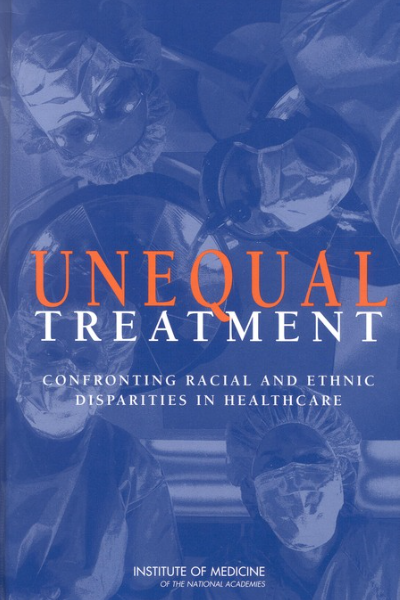 UNEQUAL
TREATMENT
CONFRONTING RACIAL AND ETHNIC
DISPARITIES IN HEALTHCARE
INSTITUTE OF MEDICINE
OF THE NATIONAL ACADEMIES